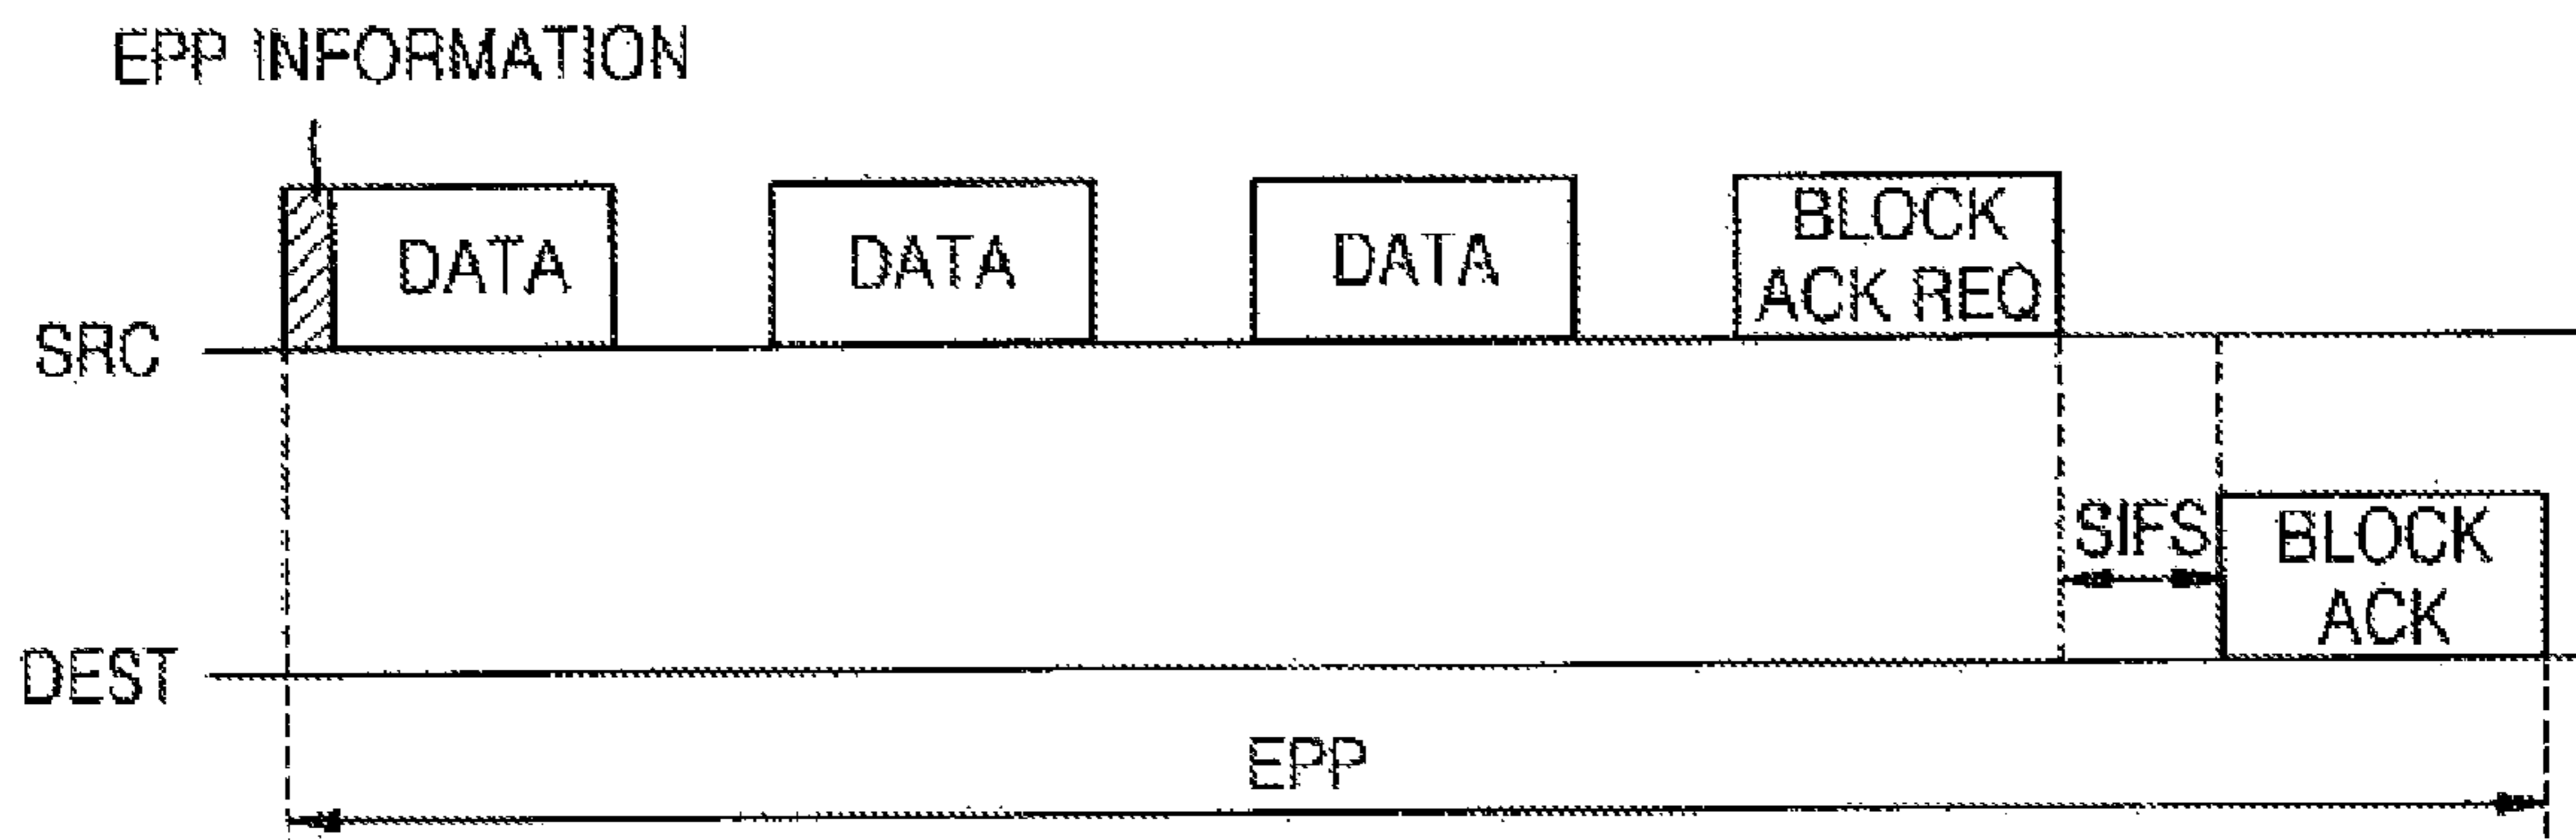 EPP INFORMATION
DATA
DATA
DATA
BLOCK
ACK REQ
SRC
SIFS
BLOCK
ACK
DEST
EPP